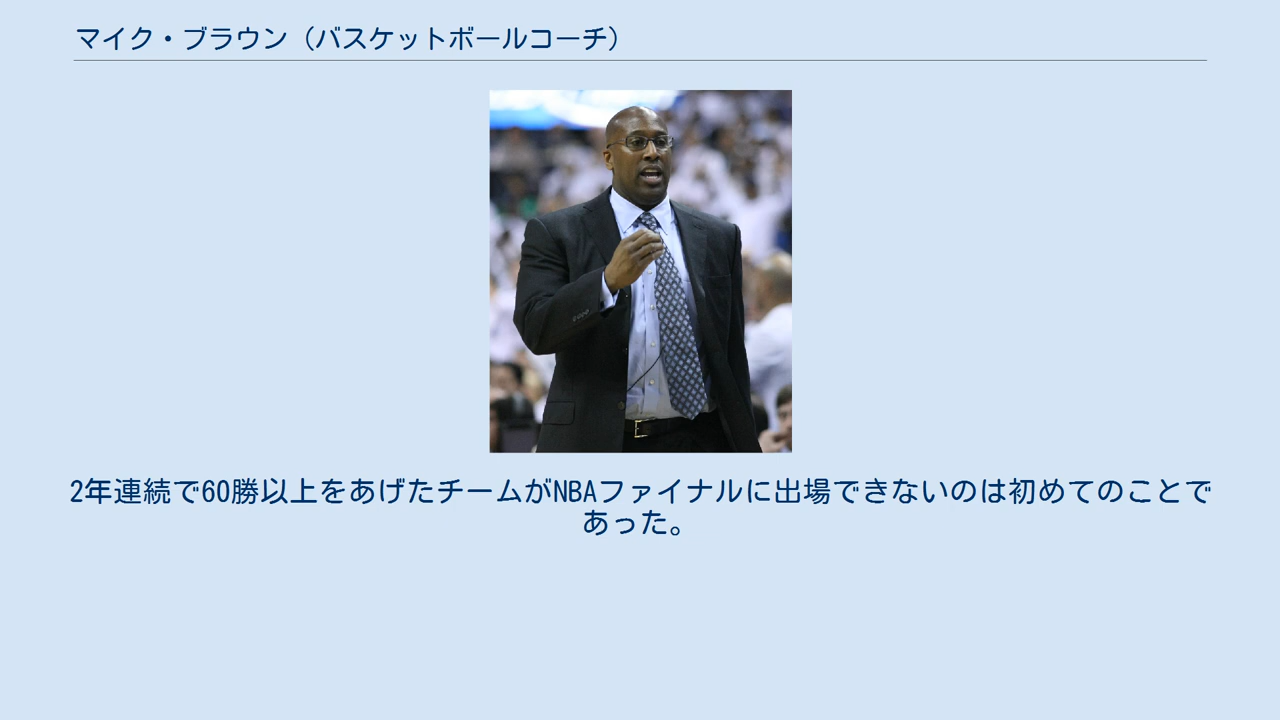 マイク・ブラウン（バスケットボールコーチ）
2年連続で60勝以上をあげたチームがNBAファイナルに出場できないのは初めてのことで
あった。